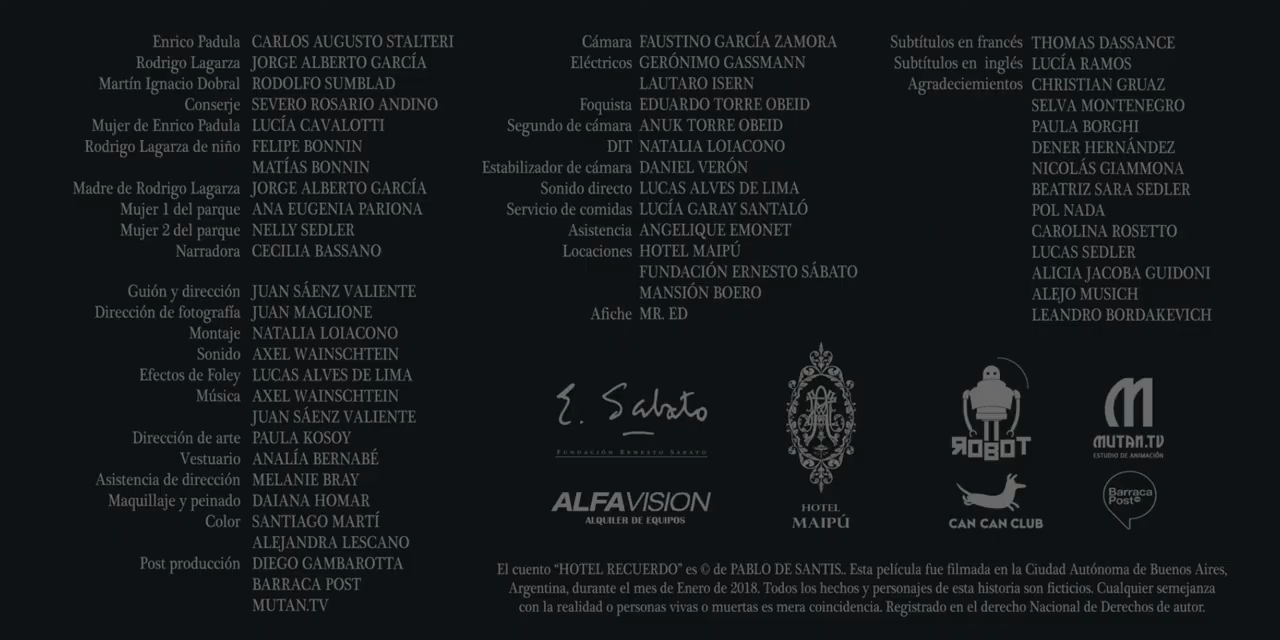 Enrico Padula CARLOS AUGUSTO STALTERI
Rodrigo Lagarza JORGE ALBERTO GARCÍA
Martín Ignacio Dobral RODOLFO SUMBLAD
Conserje SEVERO ROSARIO ANDINO
Mujer de Enrico Padula LUCÍA CAVALOTTI
Rodrigo Lagarza de niño FELIPE BONNIN
MATÍAS BONNIN
Madre de Rodrigo Lagarza JORGE ALBERTO GARCÍA
Mujer 1 del parque ANA EUGENIA PARIONA
Mujer 2 del parque NELLY SEDLER
Narradora CECILIA BASSANO
Guión y dirección JUAN SÁENZ VALIENTE
Dirección de fotografía JUAN MAGLIONE
Montaje NATALIA LOIACONO
Sonido AXEL WAINSCHTEIN
Efectos de Foley LUCAS ALVES DE LIMA
Música AXEL WAINSCHTEIN
JUAN SÁENZ VALIENTE
Dirección de arte PAULA KOSOY
Vestuario ANALÍA BERNABÉ
Asistencia de dirección MELANIE BRAY
Maquillaje y peinado DAIANA HOMAR
Color SANTIAGO MARTÍ
ALEJANDRA LESCANO
Post producción DIEGO GAMBAROTTA
BARRACA POST
MUTAN.TV
Cámara FAUSTINO GARCÍA ZAMORA
Eléctricos GERÓNIMO GASSMANN
LAUTARO ISERN
Foquista EDUARDO TORRE OBEID
Segundo de cámara ANUK TORRE OBEID
DIT NATALIA LOIACONO
Estabilizador de cámara DANIEL VERÓN
Sonido directo LUCAS ALVES DE LIMA
Servicio de comidas LUCÍA GARAY SANTALÓ
Asistencia ANGELIQUE EMONET
Locaciones HOTEL MAIPÚ
FUNDACIÓN ERNESTO SÁBATO
MANSIÓN BOERO
Afiche MR. ED
Subtítulos en francés THOMAS DASSANCE
Subtítulos en inglés LUCÍA RAMOS
Agradeciemientos CHRISTIAN GRUAZ
SELVA MONTENEGRO
PAULA BORGHI
DENER HERNÁNDEZ
NICOLÁS GIAMMONA
BEATRIZ SARA SEDLER
POL NADA
CAROLINA ROSETTO
LUCAS SEDLER
ALICIA JACOBA GUIDONI
ALEJO MUSICH
LEANDRO BORDAKEVICH
E. Sabato
FUNDACIÓN ERNESTO SABATO
ALFAVISION
ALQUILER DE EQUIPOS
HOTEL
MAIPÚ
ROBOT
CAN CAN CLUB
MUTAN.TV
ESTUDIO DE ANIMACIÓN
Barraca
Post
El cuento “HOTEL RECUERDO” es © de PABLO DE SANTIS.. Esta película fue filmada en la Ciudad Autónoma de Buenos Aires,
Argentina, durante el mes de Enero de 2018. Todos los hechos y personajes de esta historia son ficticios. Cualquier semejanza
con la realidad o personas vivas o muertas es mera coincidencia. Registrado en el derecho Nacional de Derechos de autor.